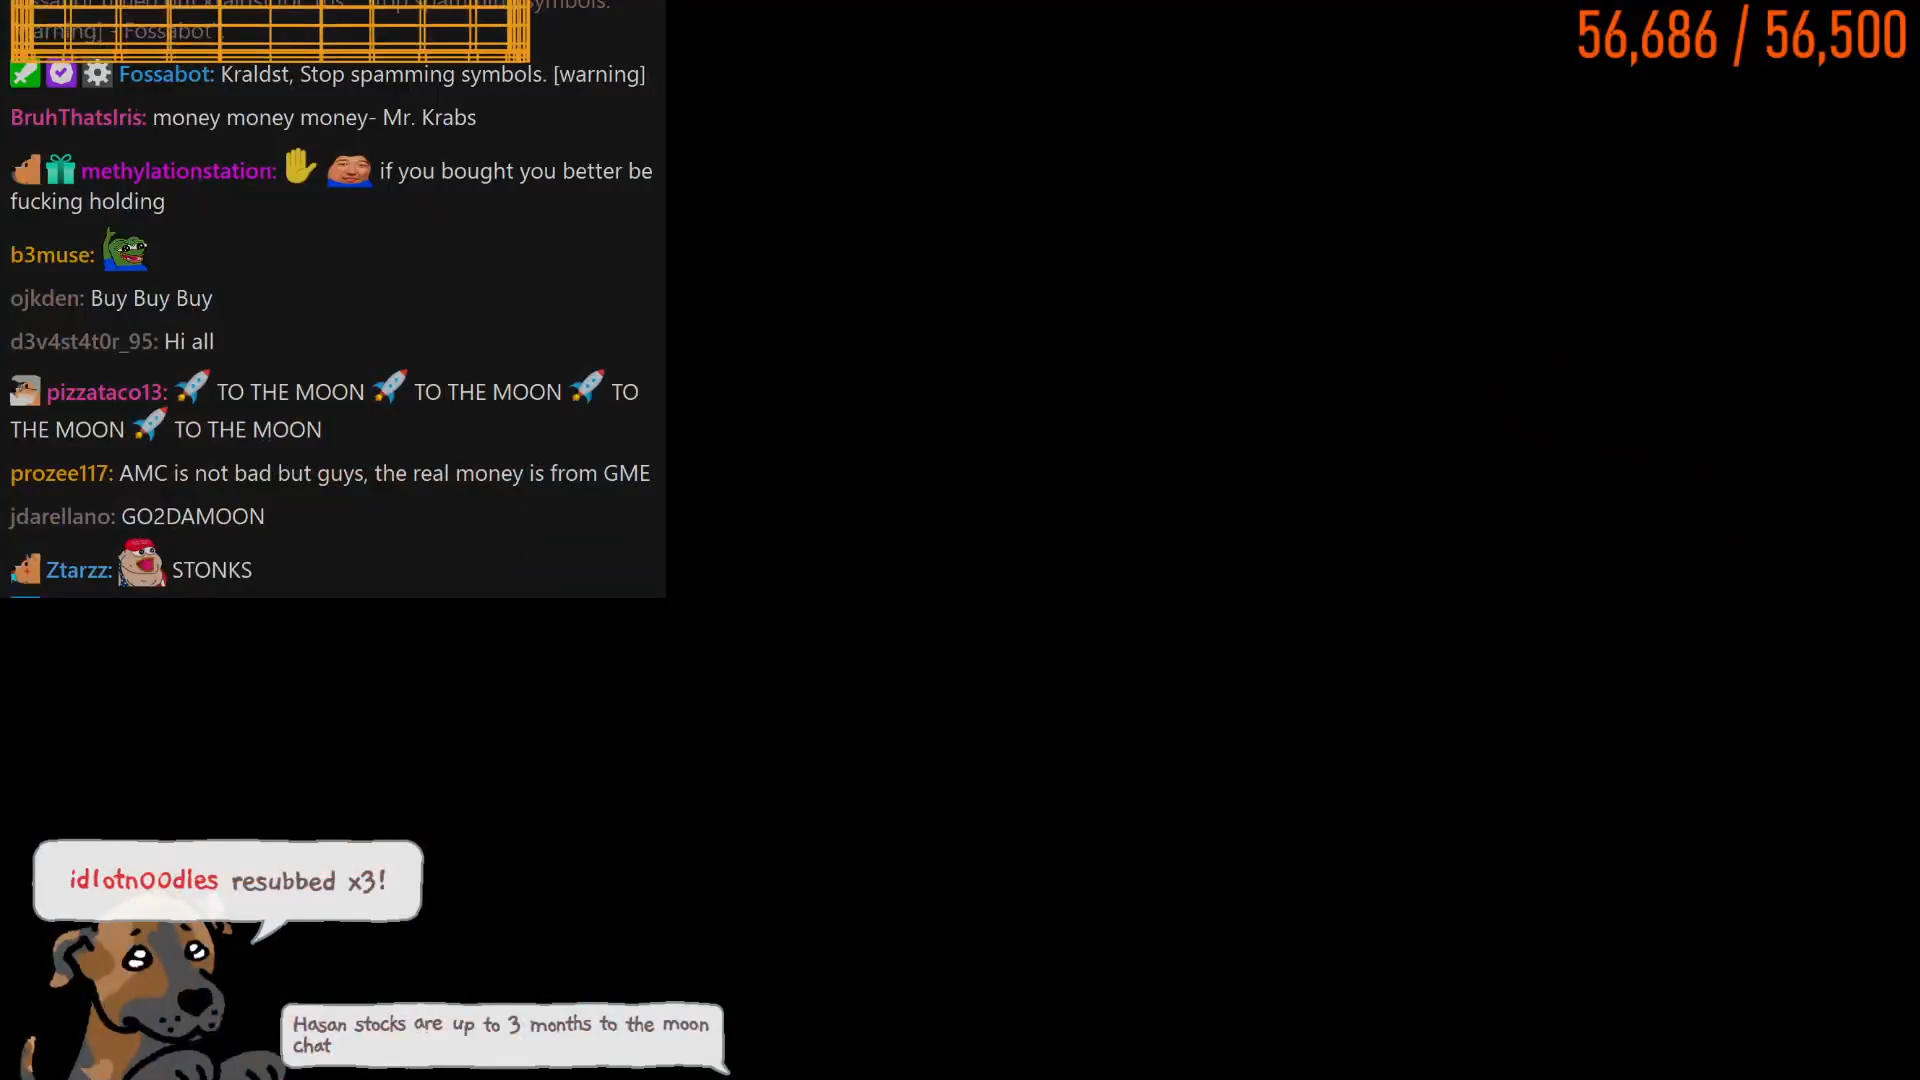 symbols.
warning] - Fossabot
Fossabot: Kraldst, Stop spamming symbols. [warning]
BruhThatsIris: money money money- Mr. Krabs
methylationstation: if you bought you better be
fucking holding
b3muse:
ojkden: Buy Buy Buy
d3v4st4t0r_95: Hi all
pizzataco13: TO THE MOON TO THE MOON TO
THE MOON TO THE MOON
prozee117: AMC is not bad but guys, the real money is from GME
jdarellano: GO2DAMOON
Ztarzz: STONKS
56,686 / 56,500
idlotn00dles resubbed x3!
Hasan stocks are up to 3 months to the moon
chat